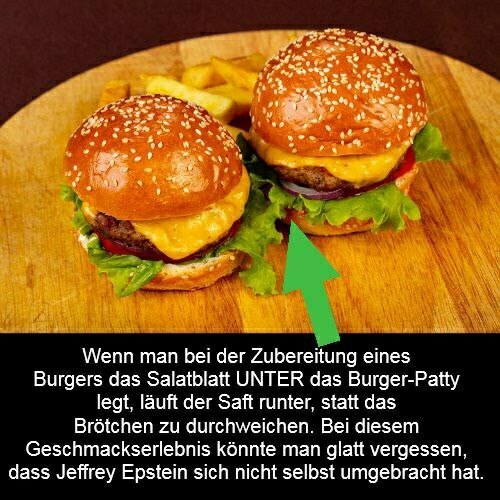 Wenn man bei der Zubereitung eines
Burgers das Salatblatt UNTER das Burger-Patty
legt, läuft der Saft runter, statt das
Brötchen zu durchweichen. Bei diesem
Geschmackserlebnis könnte man glatt vergessen,
dass Jeffrey Epstein sich nicht selbst umgebracht hat.